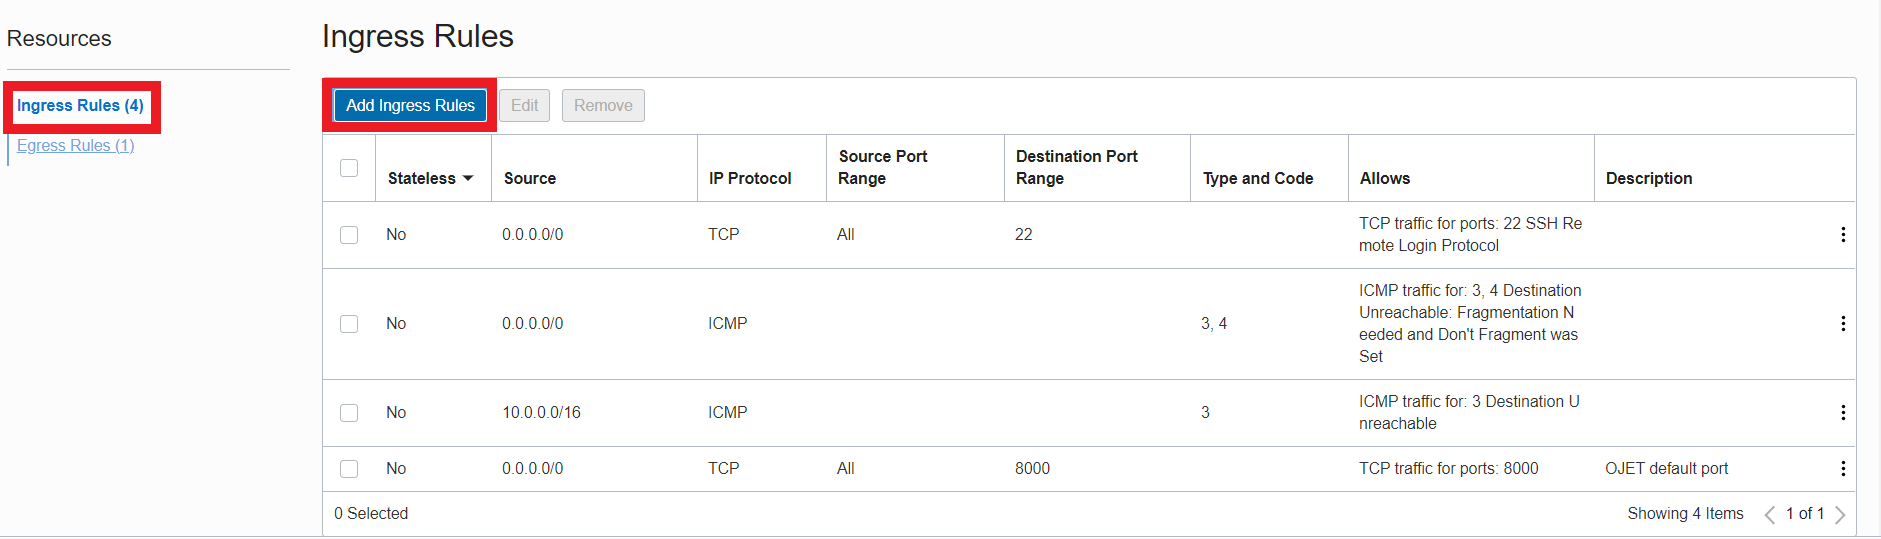 Resources
Ingress Rules (4)
Egress Rules (1)
Ingress Rules
Add Ingress Rules Edit Remove
Stateless Source IP Protocol Source Port Range Destination Port Range Type and Code Allows Description
No 0.0.0.0/0 TCP All 22 TCP traffic for ports: 22 SSH Re
mote Login Protocol
No 0.0.0.0/0 ICMP 3, 4 ICMP traffic for: 3, 4 Destination
Unreachable: Fragmentation N
eeded and Don't Fragment was
Set
No 10.0.0.0/16 ICMP 3 ICMP traffic for: 3 Destination U
nreachable
No 0.0.0.0/0 TCP All 8000 TCP traffic for ports: 8000 OJET default port
0 Selected Showing 4 Items 1 of 1